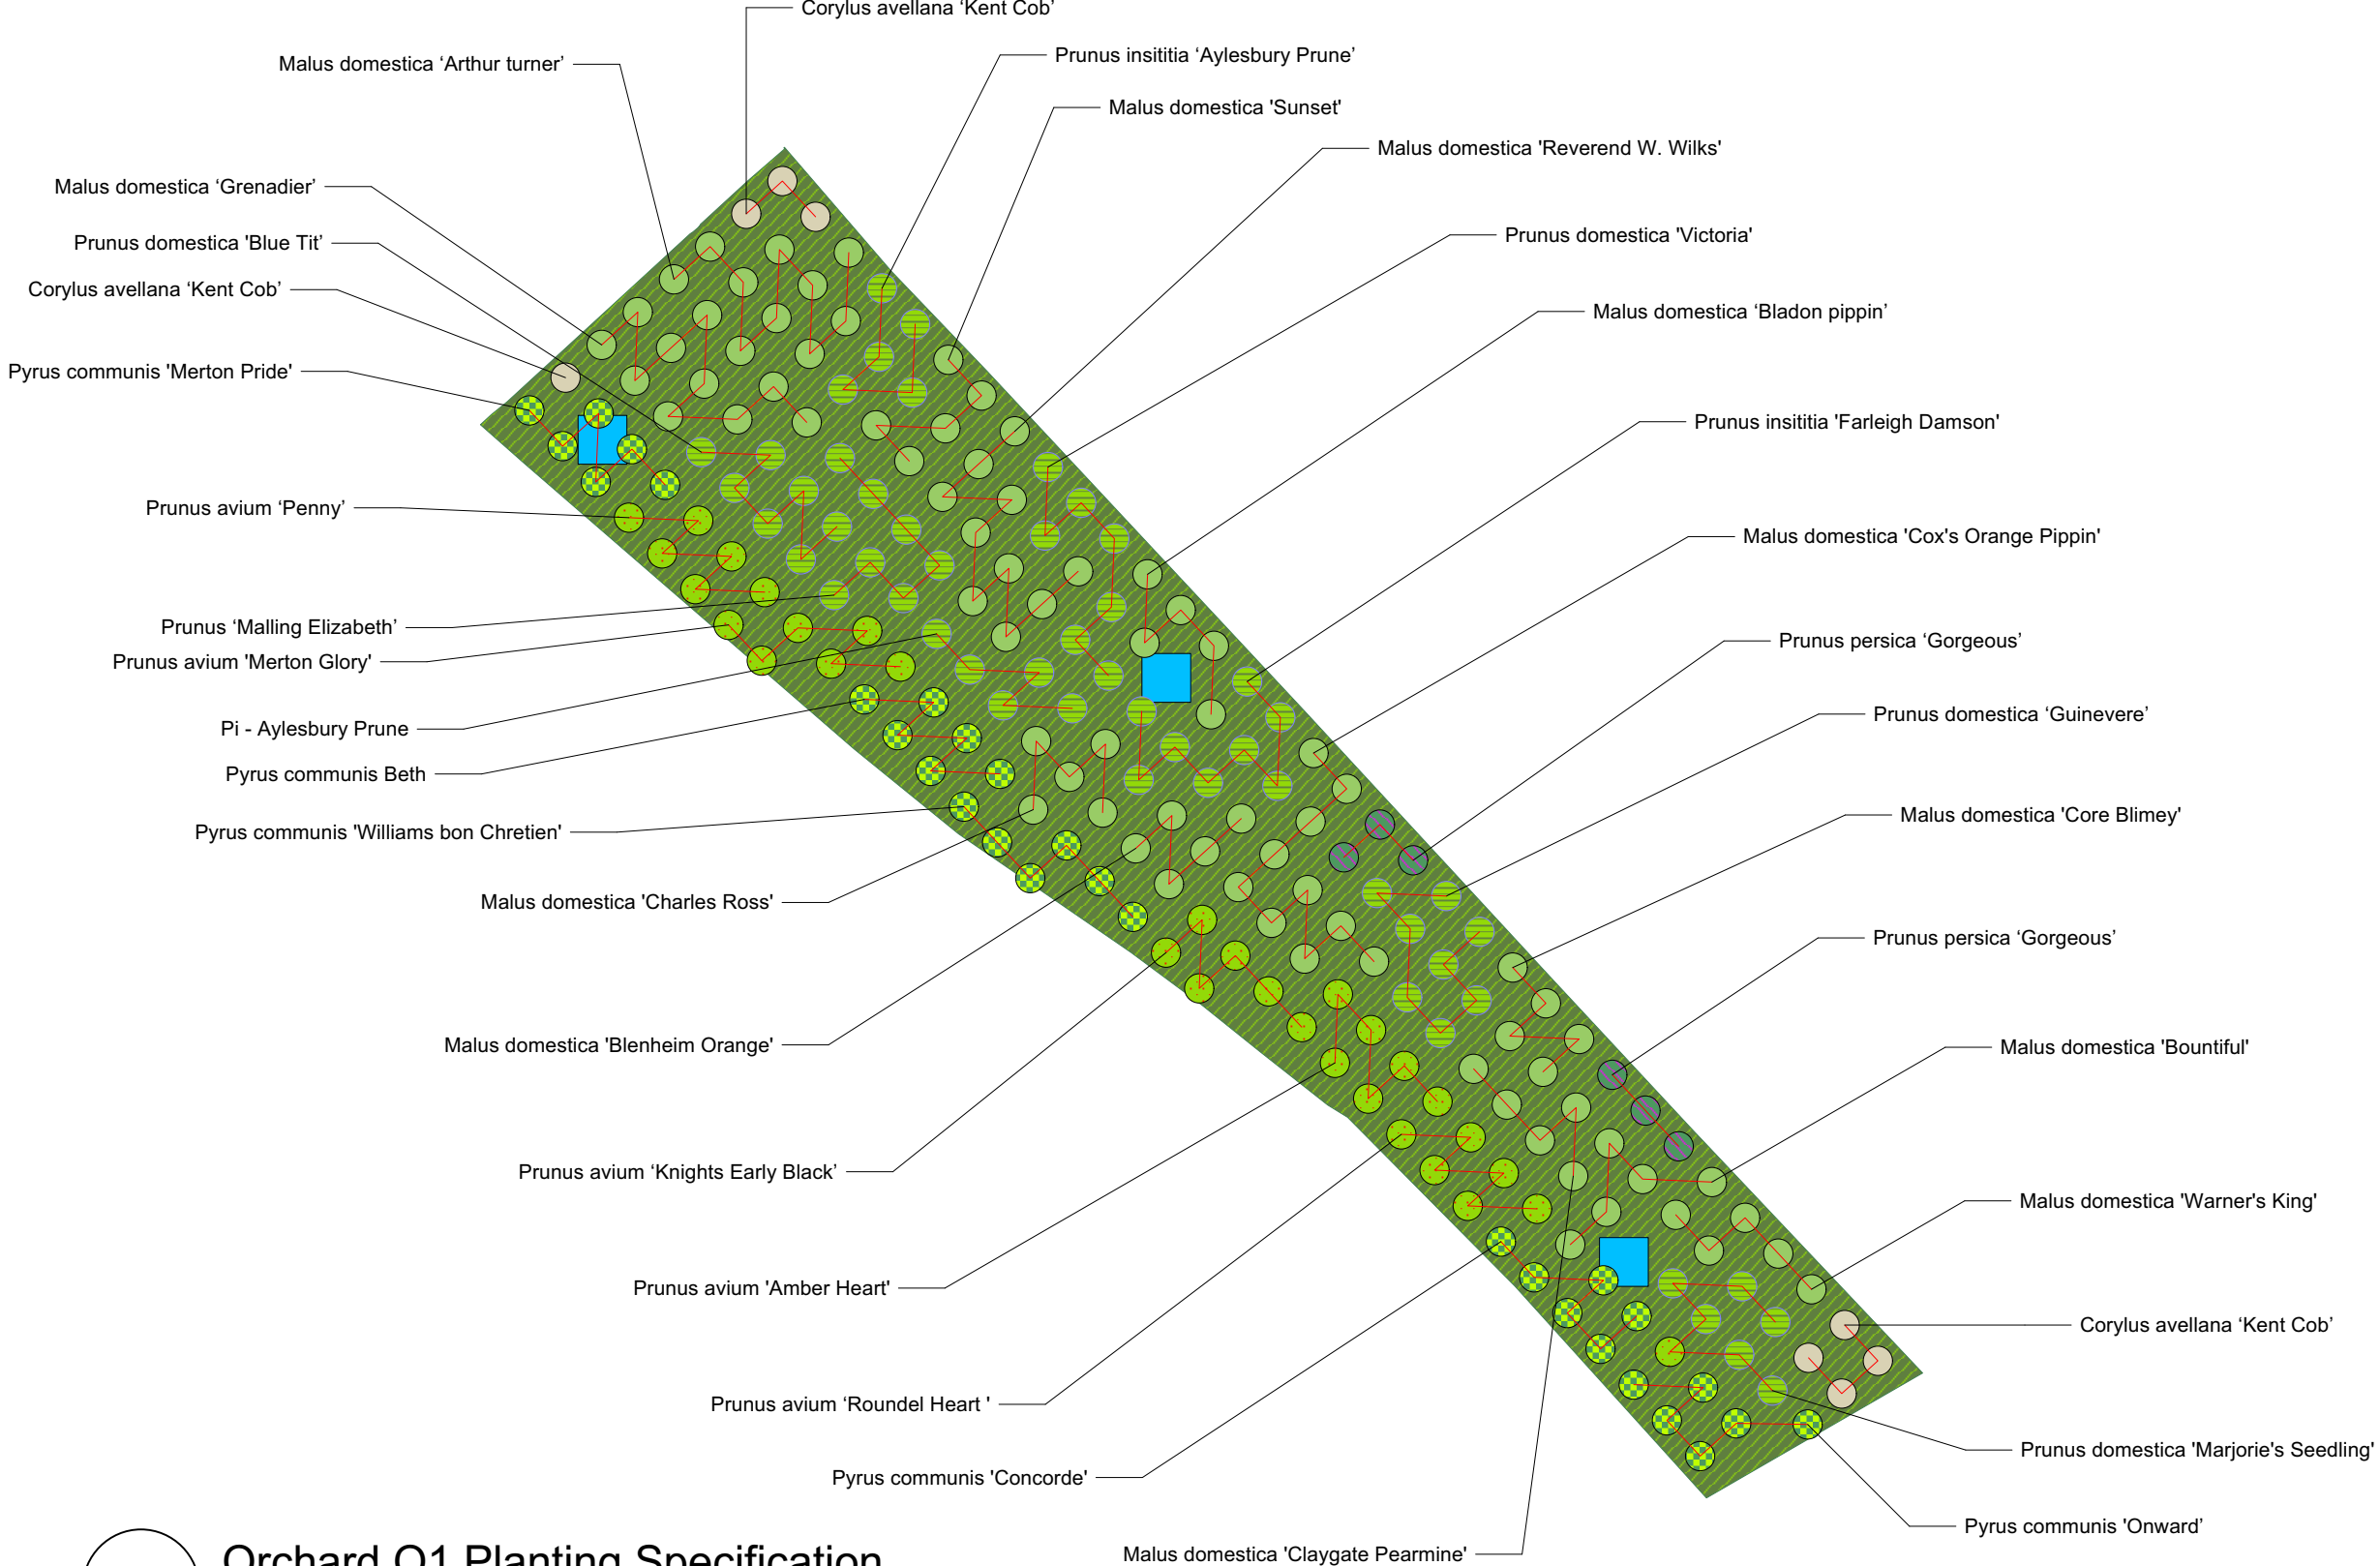 Corylus avellana ‘Kent Cob’
Malus domestica ‘Arthur turner’
Prunus insititia ‘Aylesbury Prune’
Malus domestica 'Sunset'
Malus domestica 'Reverend W. Wilks'
Malus domestica ‘Grenadier’
Prunus domestica 'Victoria'
Prunus domestica 'Blue Tit’
Corylus avellana ‘Kent Cob’
Malus domestica ‘Bladon pippin’
Pyrus communis 'Merton Pride'
Prunus insititia 'Farleigh Damson'
Prunus avium ‘Penny’
Malus domestica 'Cox's Orange Pippin'
Prunus ‘Malling Elizabeth’
Prunus persica ‘Gorgeous’
Prunus avium 'Merton Glory'
Prunus domestica ‘Guinevere’
Pi - Aylesbury Prune
Pyrus communis Beth
Malus domestica 'Core Blimey'
Pyrus communis 'Williams bon Chretien'
Malus domestica 'Charles Ross'
Prunus persica ‘Gorgeous’
Malus domestica 'Blenheim Orange'
Malus domestica 'Bountiful'
Prunus avium ‘Knights Early Black’
Malus domestica 'Warner's King'
Prunus avium 'Amber Heart'
Corylus avellana ‘Kent Cob’
Prunus avium ‘Roundel Heart '
Prunus domestica 'Marjorie's Seedling'
Pyrus communis 'Concorde'
Pyrus communis 'Onward’
Malus domestica 'Claygate Pearmine'
Orchard O1 Planting Specification